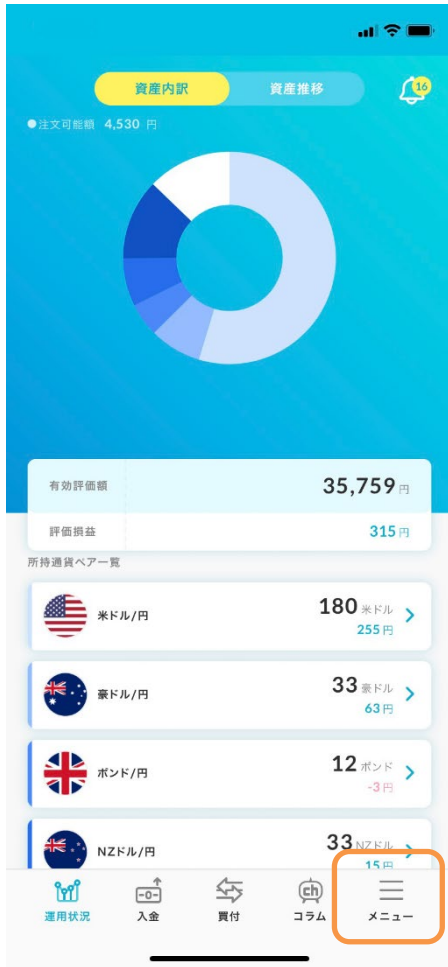 資産内訳 資産推移 16
●注文可能額 4,530 円
有効評価額 35,759 円
評価損益 315 円
所持通貨ペア一覧
米ドル/円 180 米ドル
255 円
豪ドル/円 33 豪ドル
63 円
ポンド/円 12 ポンド
-3 円
NZドル/円 33 NZドル
15 円
ch
運用状況 入金 買付 コラム メニュー